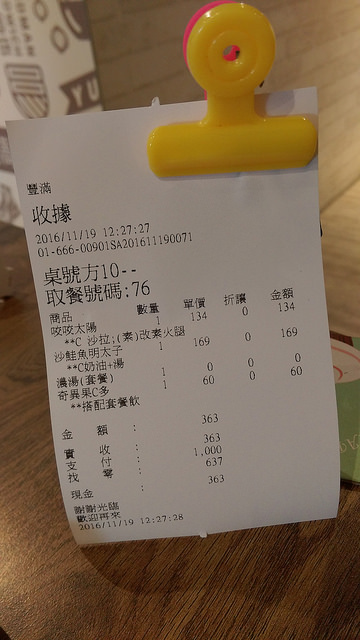 豐滿
收據
2016/11/19 12:27:27
01-666-00901SA201611190071
桌號方10--
取餐號碼:76
商品 數量 單價 折讓 金額
咬咬太陽 1 134 0 134
**C 沙拉;(素)改素火腿
沙鮭魚明太子 1 169 0 169
**C奶油+湯
濃湯(套餐) 1 0 0 0
奇異果C多 1 60 0 60
**搭配套餐飲
金 額 : 363
實 收 : 363
支 付 : 1,000
找 零 : 637
現金 : 363
謝謝光臨
歡迎再來
2016/11/19 12:27:28
YU